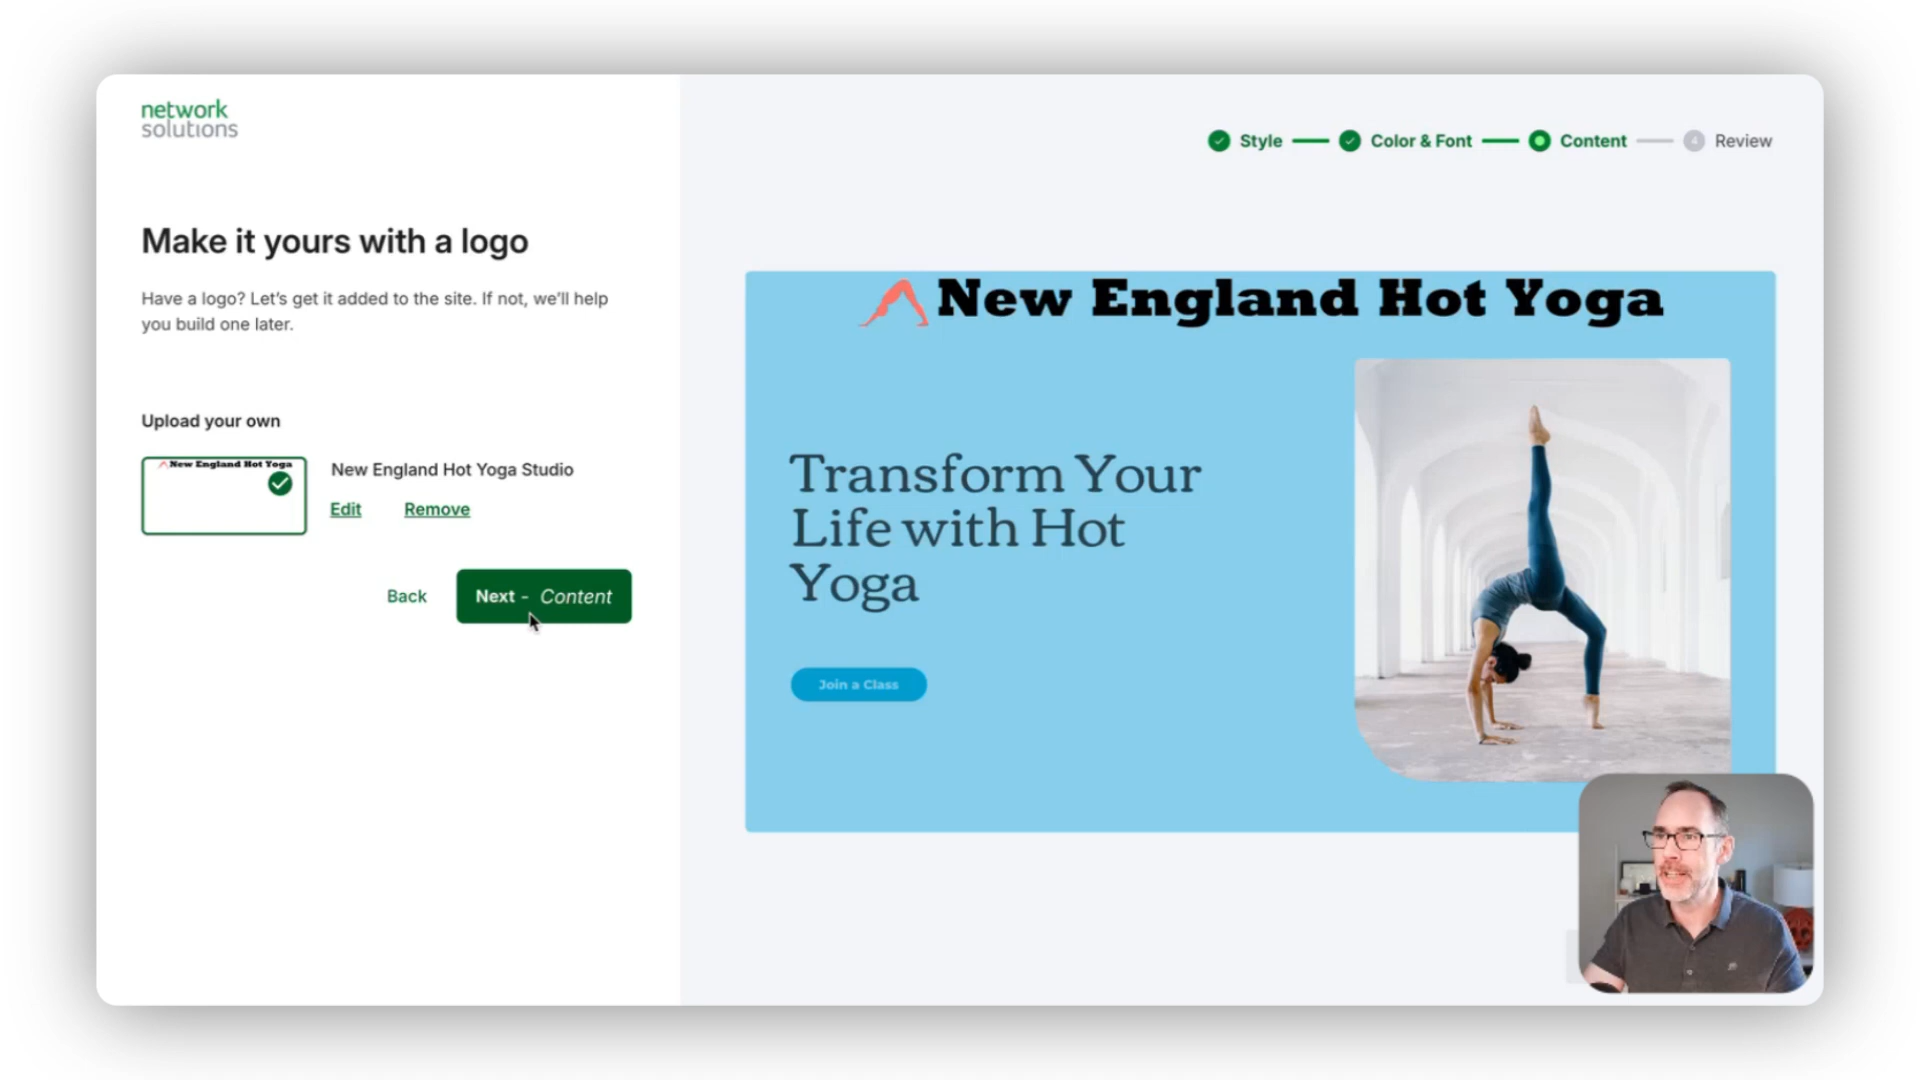 network
solutions
Style
Color & Font
Content
4
Review
Make it yours with a logo
Have a logo? Let's get it added to the site. If not, we'll help
you build one later.
Upload your own
New England Hot Yoga
New England Hot Yoga Studio
Edit
Remove
Back
Next - Content
New England Hot Yoga
Transform Your
Life with Hot
Yoga
Join a Class